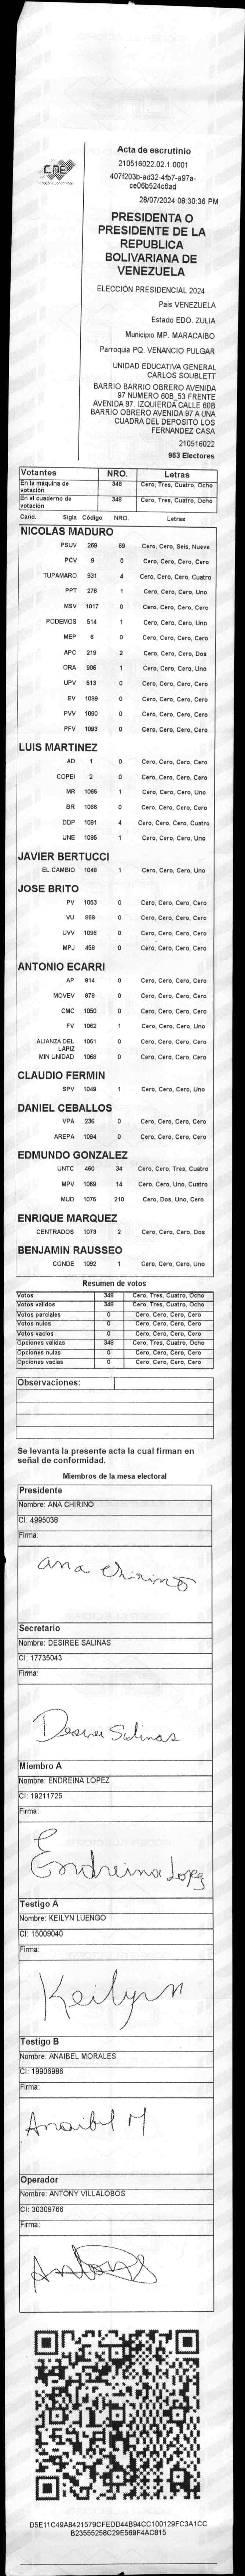 CNE
Acta de escrutinio
210516022.02.1.0001
407f203b-ad32-4fb7-a97a-
ce06b524c6ad
28/07/2024 08:30:36 PM
PRESIDENTA O
PRESIDENTE DE LA
REPUBLICA
BOLIVARIANA DE
VENEZUELA
ELECCIÓN PRESIDENCIAL 2024
Pais VENEZUELA
Estado EDO. ZULIA
Municipio MP. MARACAIBO
Parroquia PQ. VENANCIO PULGAR
UNIDAD EDUCATIVA GENERAL
CARLOS SOUBLETT
BARRIO BARRIO OBRERO AVENIDA
97 NUMERO 60B_53 FRENTE
AVENIDA 97. IZQUIERDA CALLE 60B
BARRIO OBRERO AVENIDA 97 A UNA
CUADRA DEL DEPOSITO LOS
FERNANDEZ CASA
210516022
963 Electores
Votantes NRO. Letras
En la máquina de votación 348 Cero, Tres, Cuatro, Ocho
En el cuaderno de votación 348 Cero, Tres, Cuatro, Ocho
Cand. Sigla Código NRO. Letras
NICOLAS MADURO
PSUV 269 69 Cero, Cero, Seis, Nueve
PCV 9 0 Cero, Cero, Cero, Cero
TUPAMARO 931 4 Cero, Cero, Cero, Cuatro
PPT 276 1 Cero, Cero, Cero, Uno
MSV 1017 0 Cero, Cero, Cero, Cero
PODEMOS 514 1 Cero, Cero, Cero, Uno
MEP 6 0 Cero, Cero, Cero, Cero
APC 219 2 Cero, Cero, Cero, Dos
ORA 906 1 Cero, Cero, Cero, Uno
UPV 513 0 Cero, Cero, Cero, Cero
EV 1089 0 Cero, Cero, Cero, Cero
PVV 1090 0 Cero, Cero, Cero, Cero
PFV 1093 0 Cero, Cero, Cero, Cero
LUIS MARTINEZ
AD 1 0 Cero, Cero, Cero, Cero
COPEI 2 0 Cero, Cero, Cero, Cero
MR 1065 1 Cero, Cero, Cero, Uno
BR 1066 0 Cero, Cero, Cero, Cero
DDP 1091 4 Cero, Cero, Cero, Cuatro
UNE 1095 1 Cero, Cero, Cero, Uno
JAVIER BERTUCCI
EL CAMBIO 1048 1 Cero, Cero, Cero, Uno
JOSE BRITO
PV 1053 0 Cero, Cero, Cero, Cero
VU 968 0 Cero, Cero, Cero, Cero
UVV 1096 0 Cero, Cero, Cero, Cero
MPJ 458 0 Cero, Cero, Cero, Cero
ANTONIO ECARRI
AP 814 0 Cero, Cero, Cero, Cero
MOVEV 878 0 Cero, Cero, Cero, Cero
CMC 1050 0 Cero, Cero, Cero, Cero
FV 1062 1 Cero, Cero, Cero, Uno
ALIANZA DEL LAPIZ 1051 0 Cero, Cero, Cero, Cero
MIN UNIDAD 1088 0 Cero, Cero, Cero, Cero
CLAUDIO FERMIN
SPV 1049 1 Cero, Cero, Cero, Uno
DANIEL CEBALLOS
VPA 236 0 Cero, Cero, Cero, Cero
AREPA 1094 0 Cero, Cero, Cero, Cero
EDMUNDO GONZALEZ
UNTC 460 34 Cero, Cero, Tres, Cuatro
MPV 1069 14 Cero, Cero, Uno, Cuatro
MUD 1075 210 Cero, Dos, Uno, Cero
ENRIQUE MARQUEZ
CENTRADOS 1073 2 Cero, Cero, Cero, Dos
BENJAMIN RAUSSEO
CONDE 1092 1 Cero, Cero, Cero, Uno
Resumen de votos
Votos 348 Cero, Tres, Cuatro, Ocho
Votos validos 348 Cero, Tres, Cuatro, Ocho
Votos parciales 0 Cero, Cero, Cero, Cero
Votos nulos 0 Cero, Cero, Cero, Cero
Votos vacios 0 Cero, Cero, Cero, Cero
Opciones validas 348 Cero, Tres, Cuatro, Ocho
Opciones nulas 0 Cero, Cero, Cero, Cero
Opciones vacias 0 Cero, Cero, Cero, Cero
Observaciones:
Se levanta la presente acta la cual firman en
señal de conformidad.
Miembros de la mesa electoral
Presidente
Nombre: ANA CHIRINO
CI: 4995038
Firma:
ana chirino
Secretario
Nombre: DESIREE SALINAS
CI: 17735043
Firma:
Desiree Salinas
Miembro A
Nombre: ENDREINA LOPEZ
CI: 19211725
Firma:
Endreina Lopez
Testigo A
Nombre: KEILYN LUENGO
CI: 15009040
Firma:
Keilyn
Testigo B
Nombre: ANAIBEL MORALES
CI: 19906986
Firma:
Anaibel M
Operador
Nombre: ANTONY VILLALOBOS
CI: 30309766
Firma:
D5E11C49A8421579CFEDD44B94CC100129FC3A1CC
B23555258C29E569F4AC815